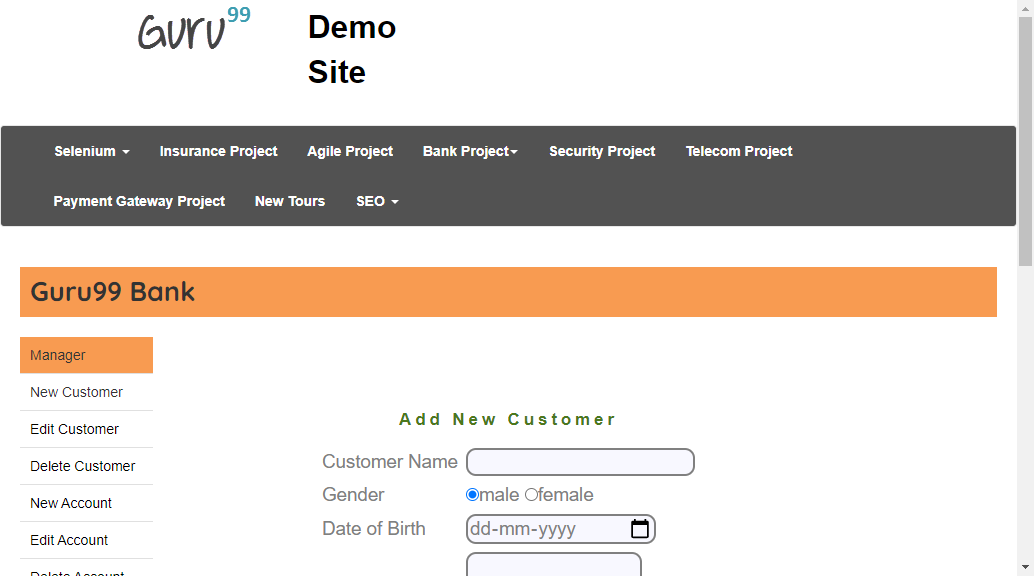 Guru99
Demo
Site
Selenium Insurance Project Agile Project Bank Project Security Project Telecom Project
Payment Gateway Project New Tours SEO
Guru99 Bank
Manager
New Customer
Edit Customer
Delete Customer
New Account
Edit Account
Delete Account
Add New Customer
Customer Name
Gender male female
Date of Birth dd-mm-yyyy